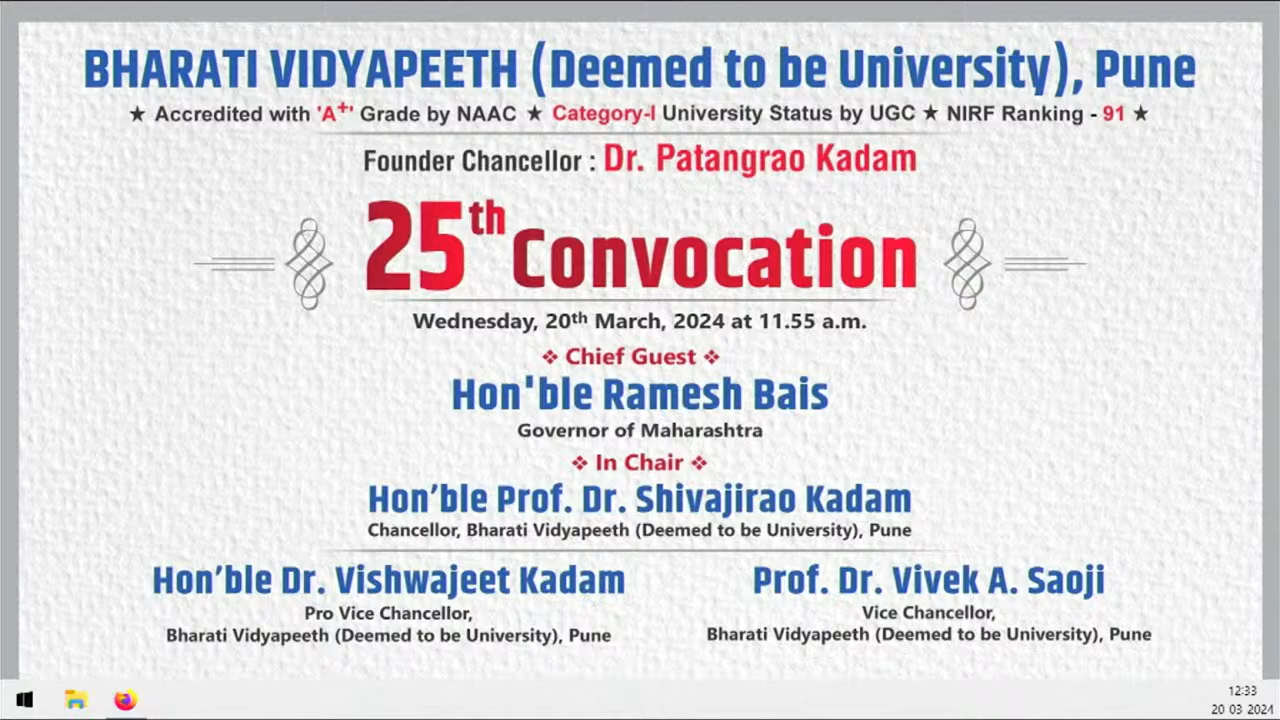 BHARATI VIDYAPEETH (Deemed to be University), Pune
★ Accredited with 'A+' Grade by NAAC ★ Category-I University Status by UGC ★ NIRF Ranking - 91 ★
Founder Chancellor : Dr. Patangrao Kadam
25th Convocation
Wednesday, 20th March, 2024 at 11.55 a.m.
❖ Chief Guest ❖
Hon'ble Ramesh Bais
Governor of Maharashtra
❖ In Chair ❖
Hon’ble Prof. Dr. Shivajirao Kadam
Chancellor, Bharati Vidyapeeth (Deemed to be University), Pune
Hon’ble Dr. Vishwajeet Kadam
Pro Vice Chancellor,
Bharati Vidyapeeth (Deemed to be University), Pune
Prof. Dr. Vivek A. Saoji
Vice Chancellor,
Bharati Vidyapeeth (Deemed to be University), Pune
12:33
20-03-2024